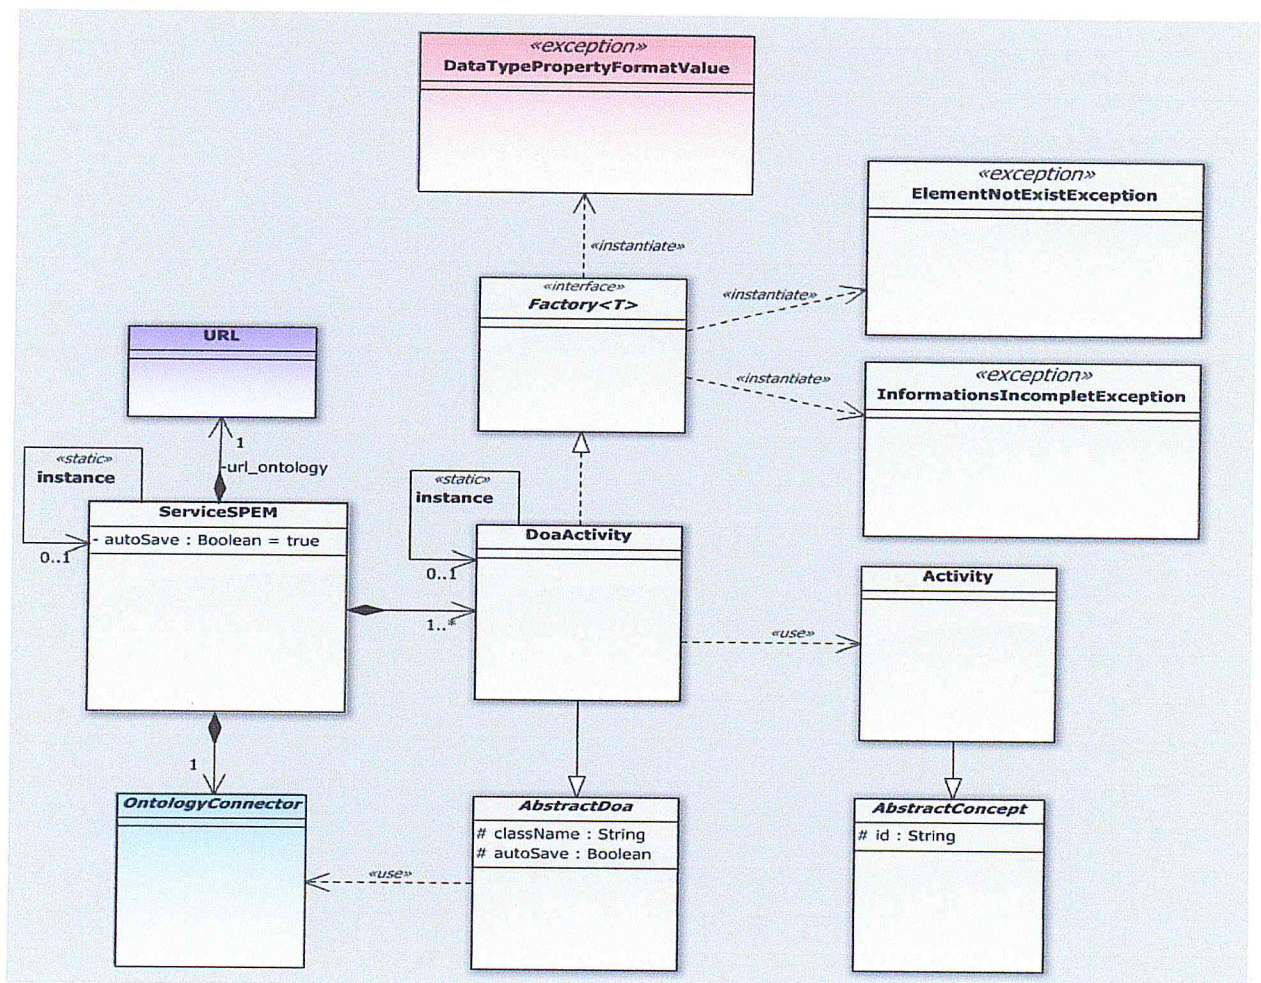 «exception»
DataTypePropertyFormatValue
«exception»
ElementNotExistException
«instantiate»
«interface»
Factory<T>
«instantiate»
URL
«instantiate»
«exception»
InformationsIncompletException
1
-url_ontology
«static»
instance
«static»
instance
ServiceSPEM
- autoSave : Boolean = true
0..1
DoaActivity
0..1
Activity
1..*
«use»
1
OntologyConnector
AbstractDoa
# className : String
# autoSave : Boolean
«use»
AbstractConcept
# id : String